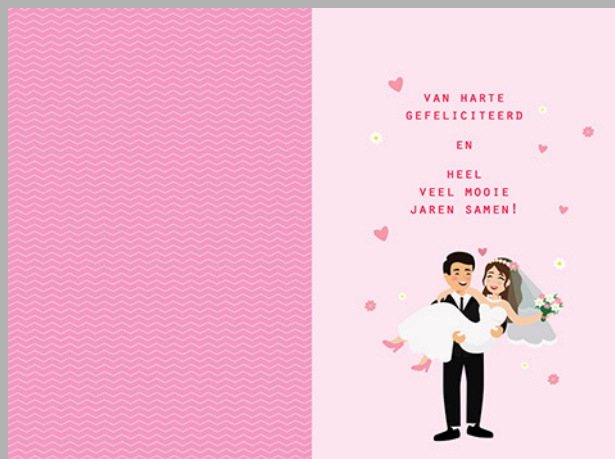 VAN HARTE
GEFELICITEERD
EN
HEEL
VEEL MOOIE
JAREN SAMEN!